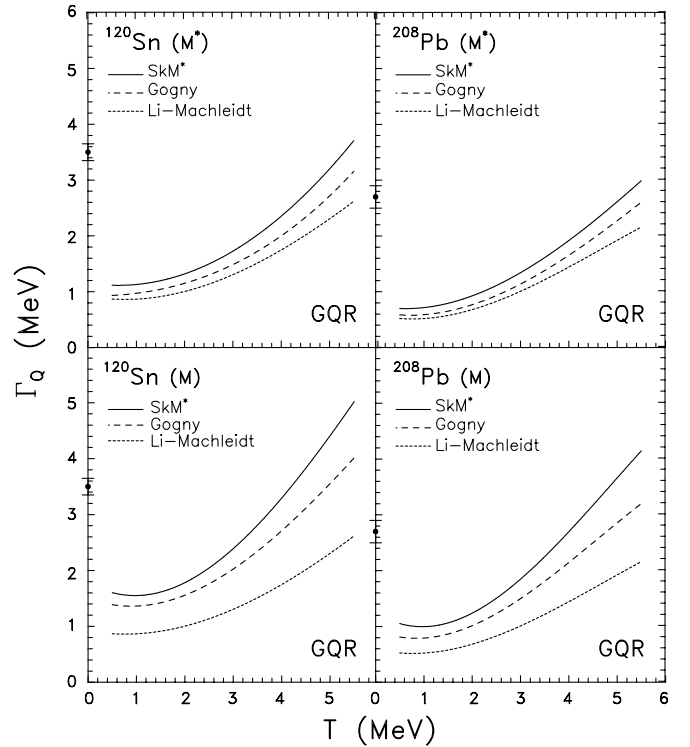 ¹²⁰Sn (M*)
SkM*
Gogny
Li–Machleidt
GQR
²⁰⁸Pb (M*)
SkM*
Gogny
Li–Machleidt
GQR
¹²⁰Sn (M)
SkM*
Gogny
Li–Machleidt
GQR
²⁰⁸Pb (M)
SkM*
Gogny
Li–Machleidt
GQR
6
5
4
3
2
1
0
5
4
3
2
1
0
Γ_Q (MeV)
0 1 2 3 4 5 0 1 2 3 4 5 6
T (MeV)